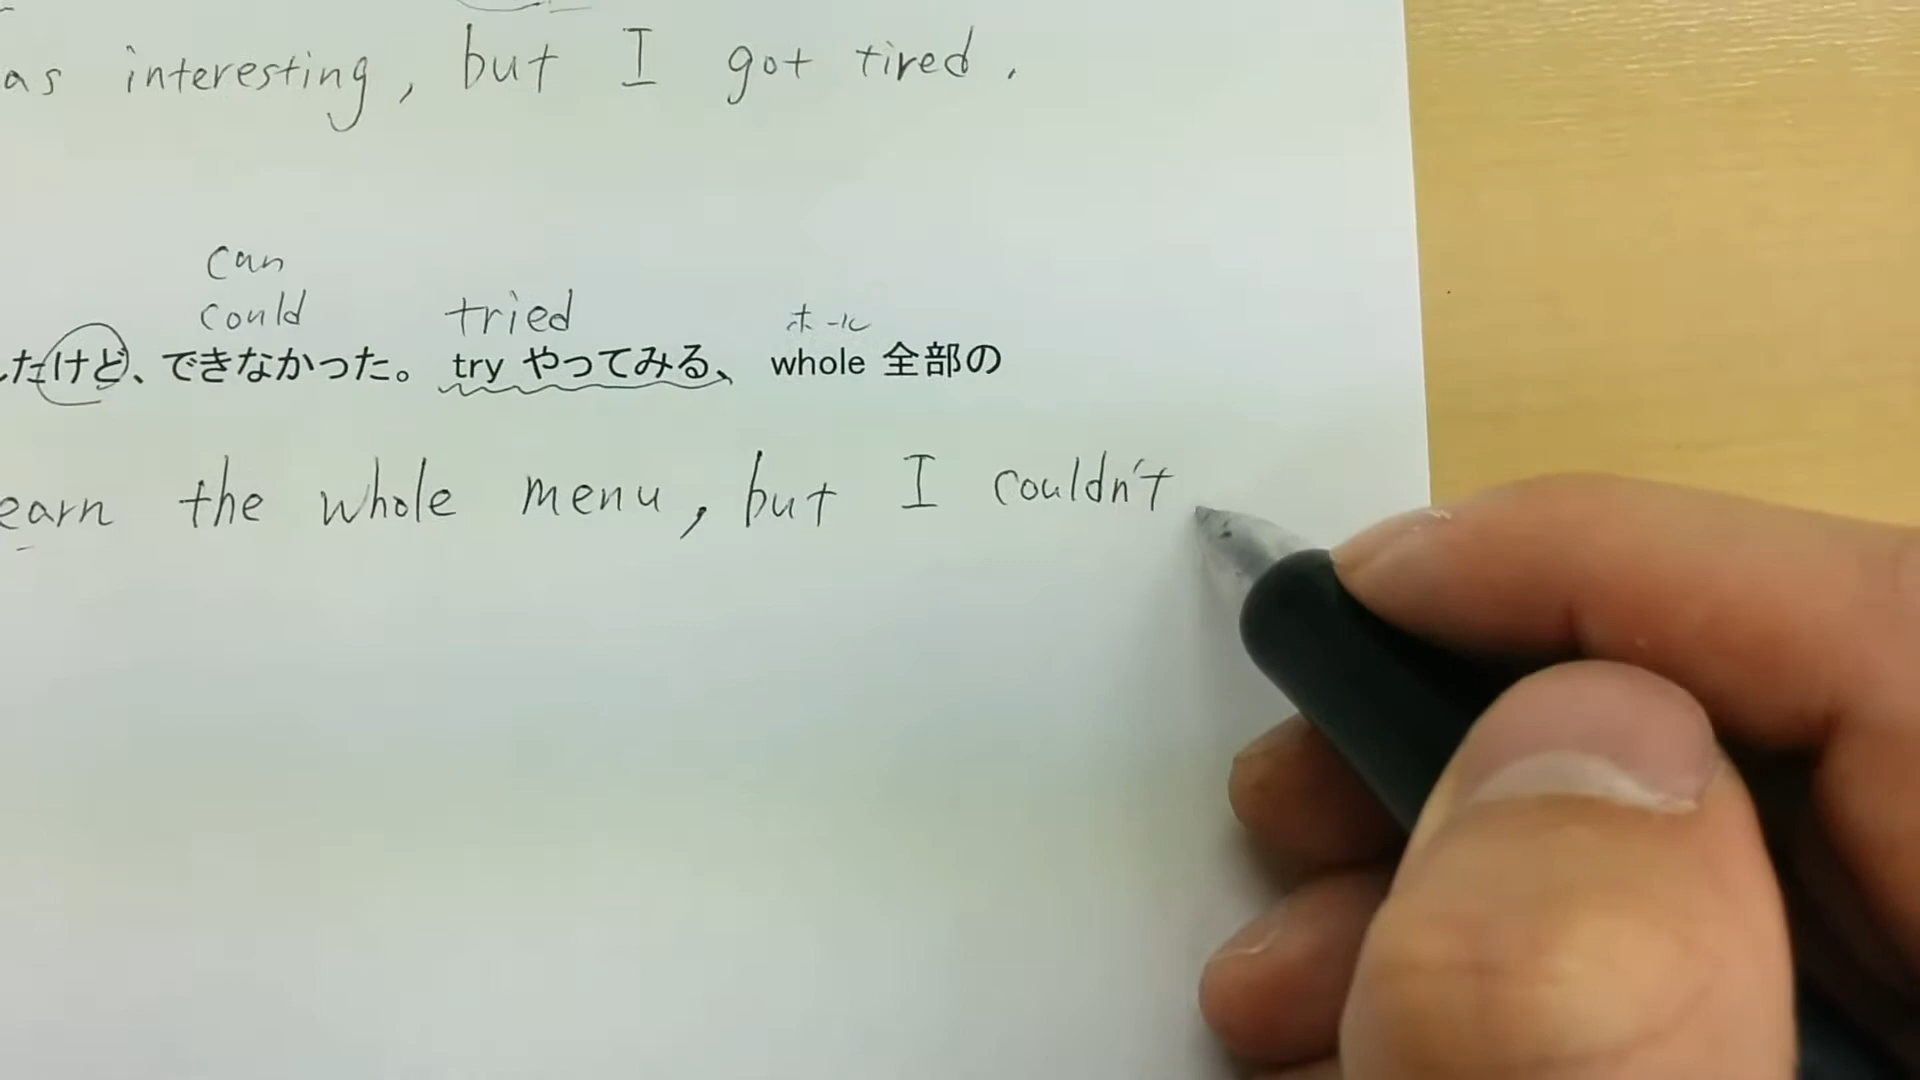 as interesting, but I got tired.
can
could tried ホール
たけど、できなかった。 try やってみる、 whole 全部の
earn the whole menu, but I couldn't